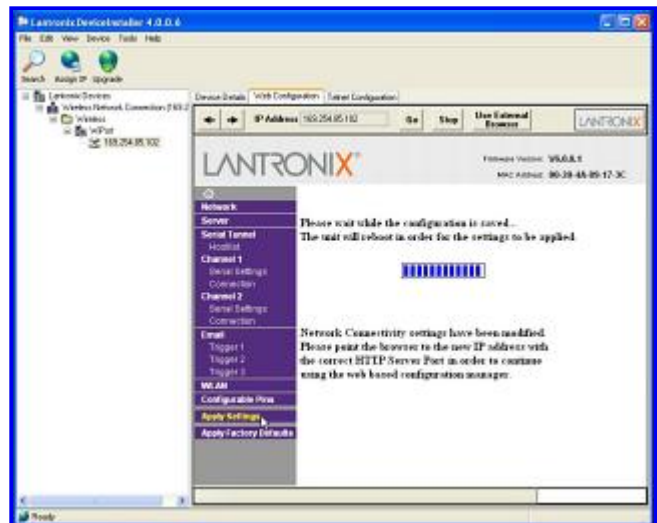 Lantronix DeviceInstaller 4.0.0.6
File Edit View Device Tools Help
Search Assign IP Upgrade
Lantronix Devices
Wireless Network Connection (169.2
Wireless
WiPort
169.254.85.102
Device Details Web Configuration Telnet Configuration
IP Address 169.254.85.102 Go Stop Use External Browser
LANTRONIX
LANTRONIX
Firmware Version: V6.0.0.1
MAC Address: 00-20-4A-89-17-3C
Network
Server
Serial Tunnel
Hostlist
Channel 1
Serial Settings
Connection
Channel 2
Serial Settings
Connection
Email
Trigger 1
Trigger 2
Trigger 3
WLAN
Configurable Pins
Apply Settings
Apply Factory Defaults
Please wait while the configuration is saved...
The unit will reboot in order for the settings to be applied.
Network Connectivity settings have been modified.
Please point the browser to the new IP address with
the correct HTTP Server Port in order to continue
using the web based configuration manager.
Ready